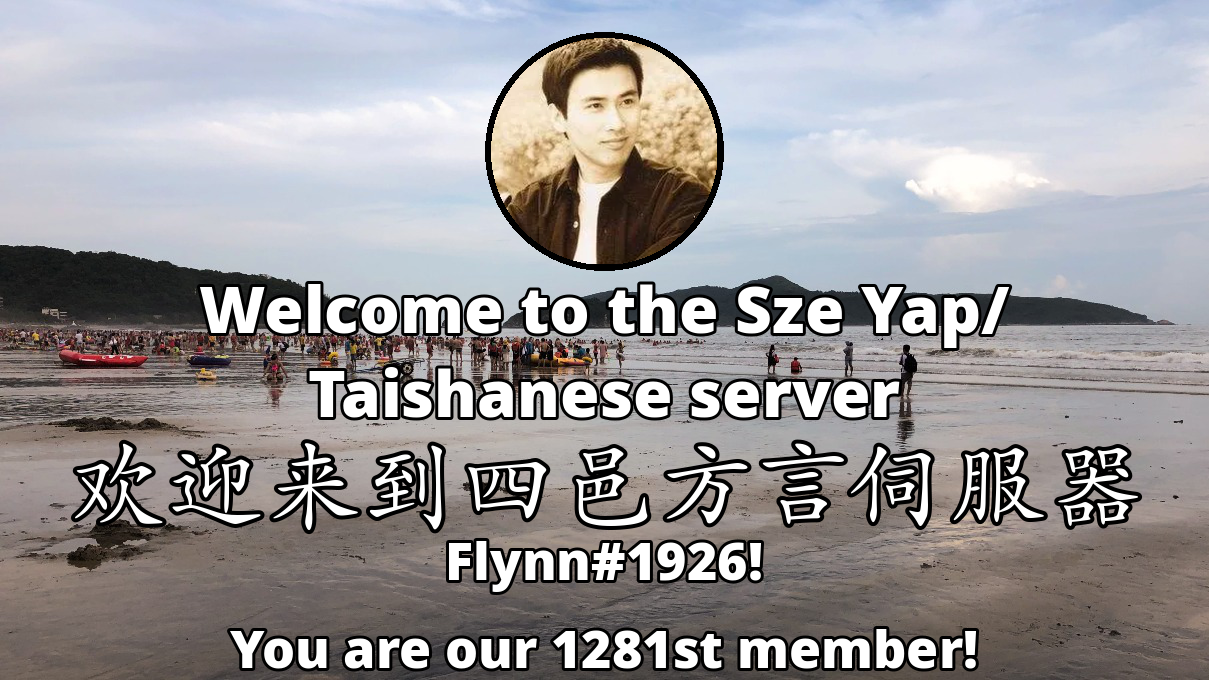 Welcome to the Sze Yap/
Taishanese server
欢迎来到四邑方言伺服器
Flynn#1926!
You are our 1281st member!